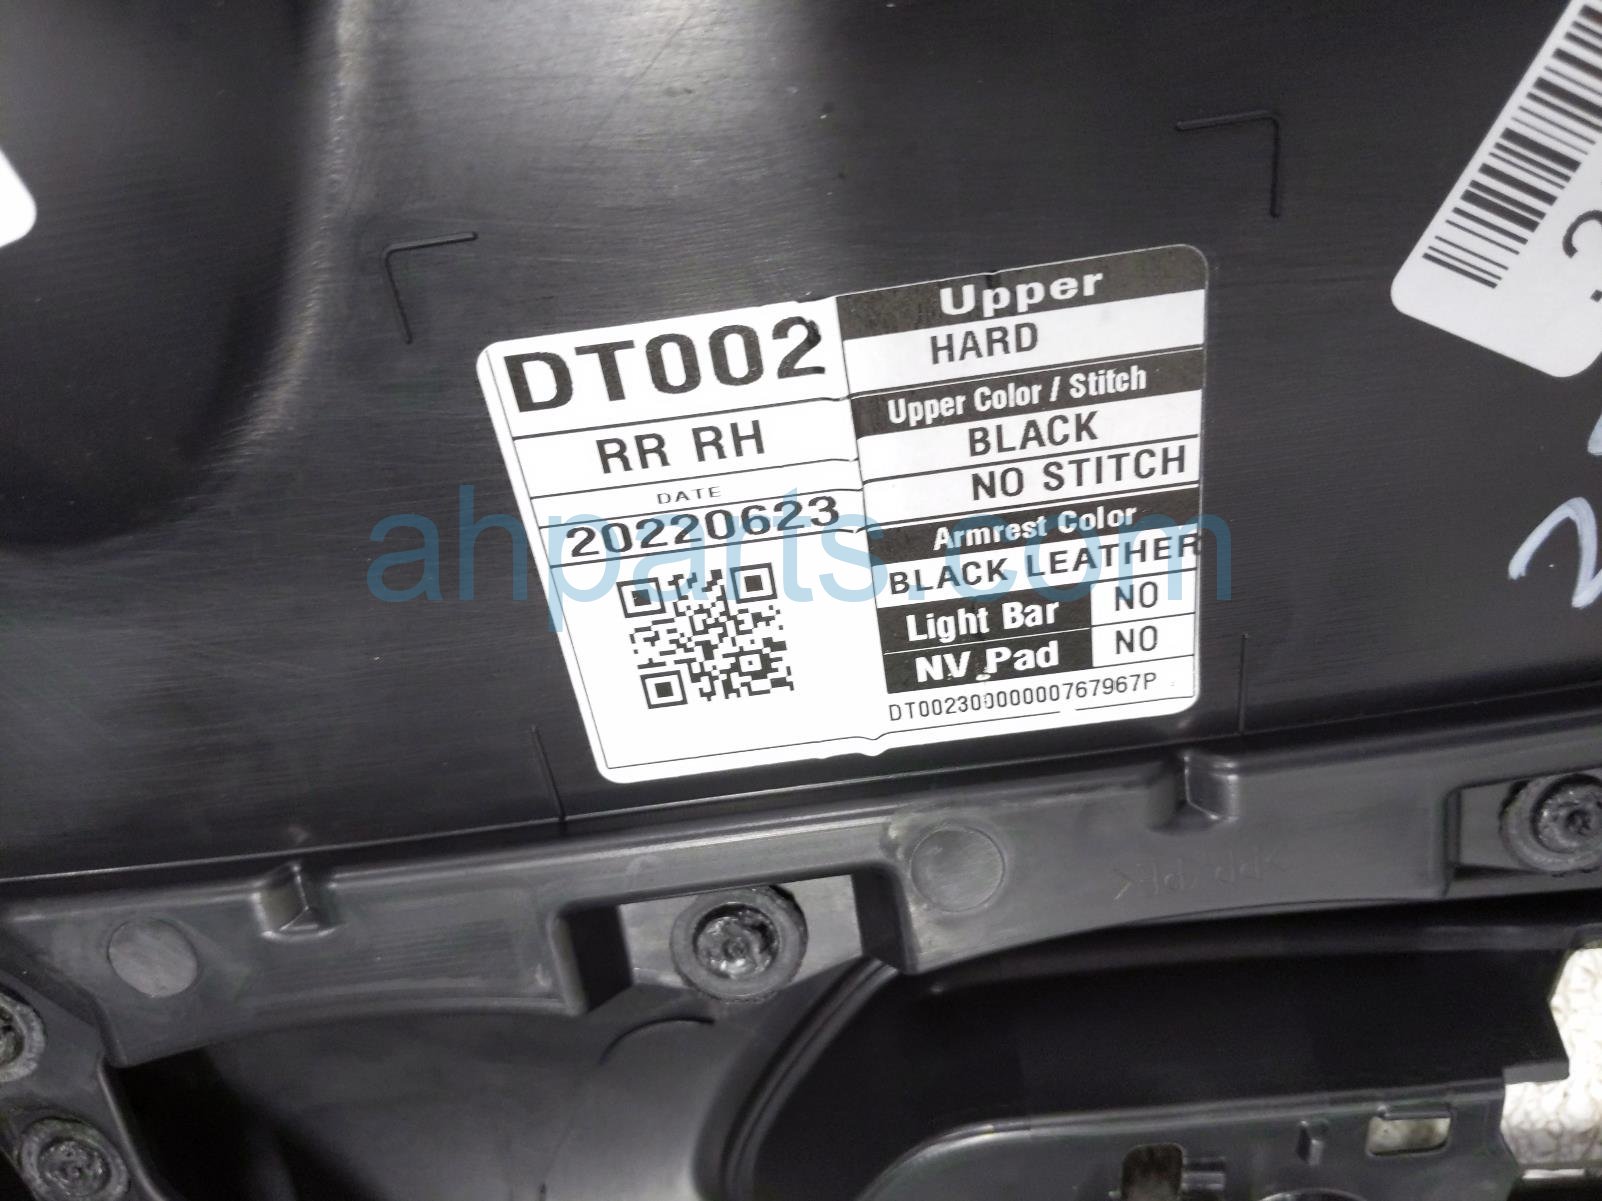 DT002
RR RH
DATE
20220623
Upper
HARD
Upper Color / Stitch
BLACK
NO STITCH
Armrest Color
BLACK LEATHER
Light Bar NO
NV Pad NO
DT00230000000767967P
ahparts.com